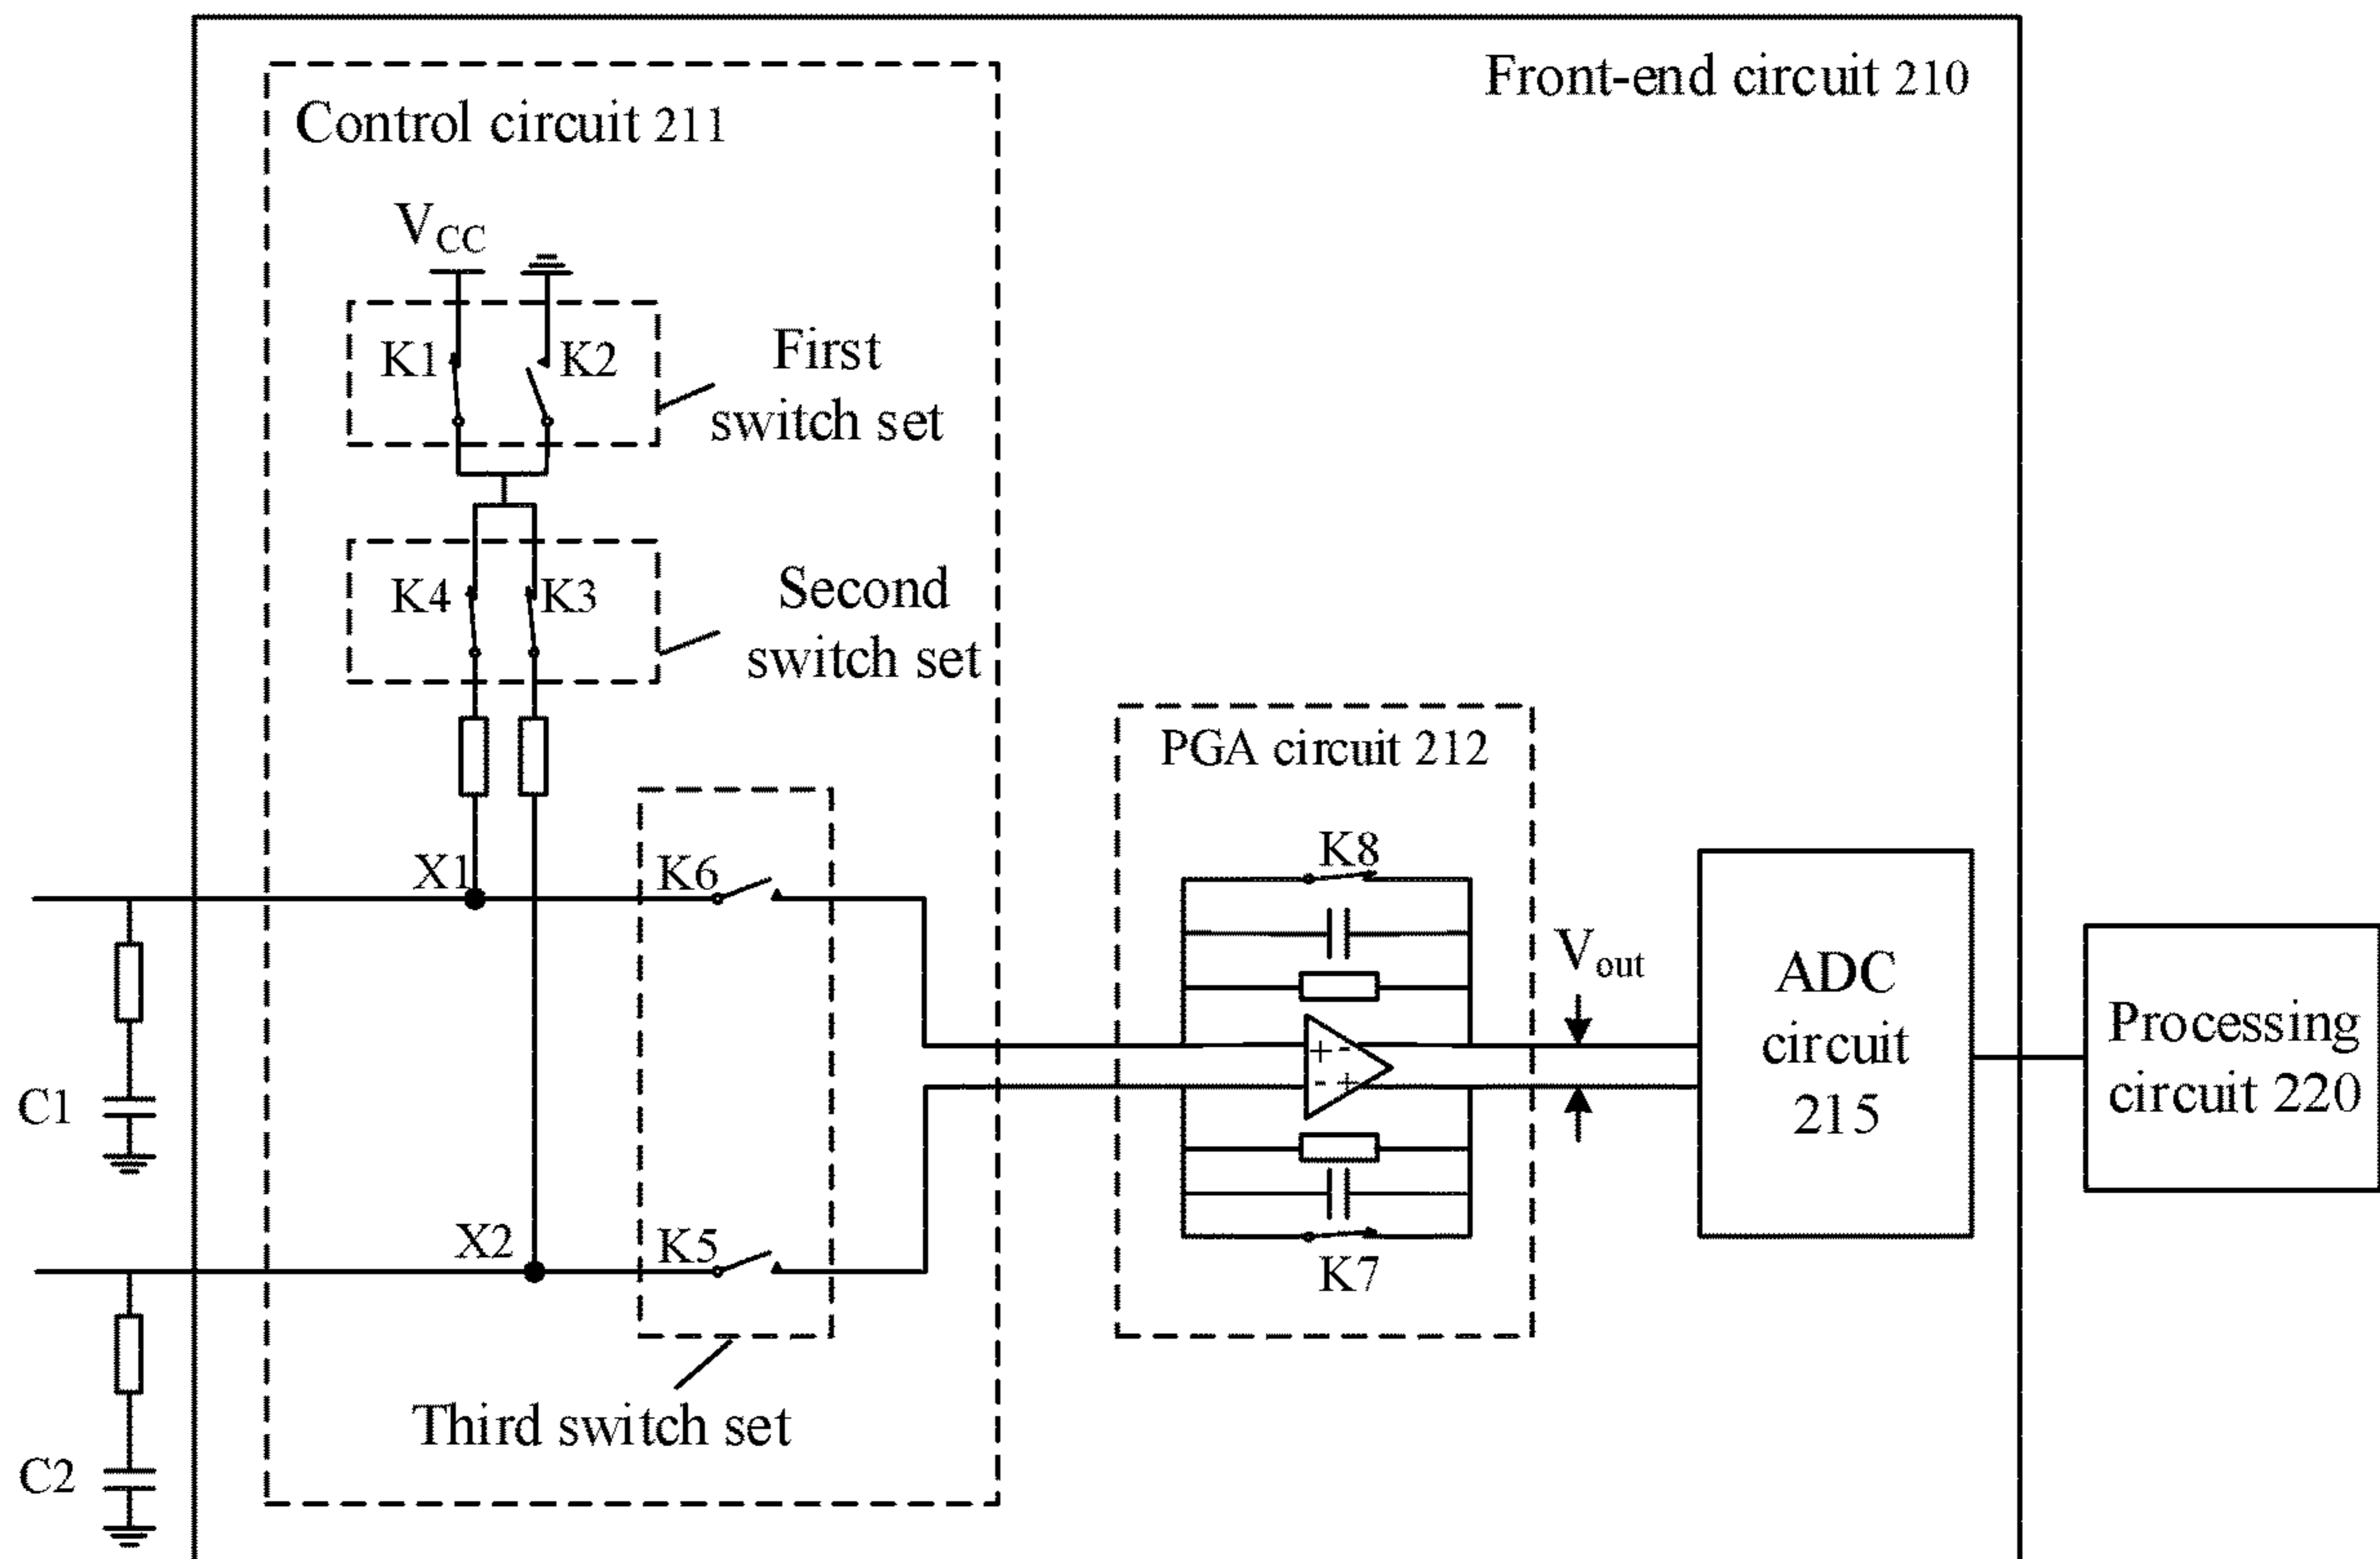 Front-end circuit 210
Control circuit 211
VCC
K1
K2
First
switch set
K4
K3
Second
switch set
PGA circuit 212
X1
K6
K8
Vout
ADC
circuit
215
Processing
circuit 220
+ -
- +
C1
X2
K5
K7
Third switch set
C2